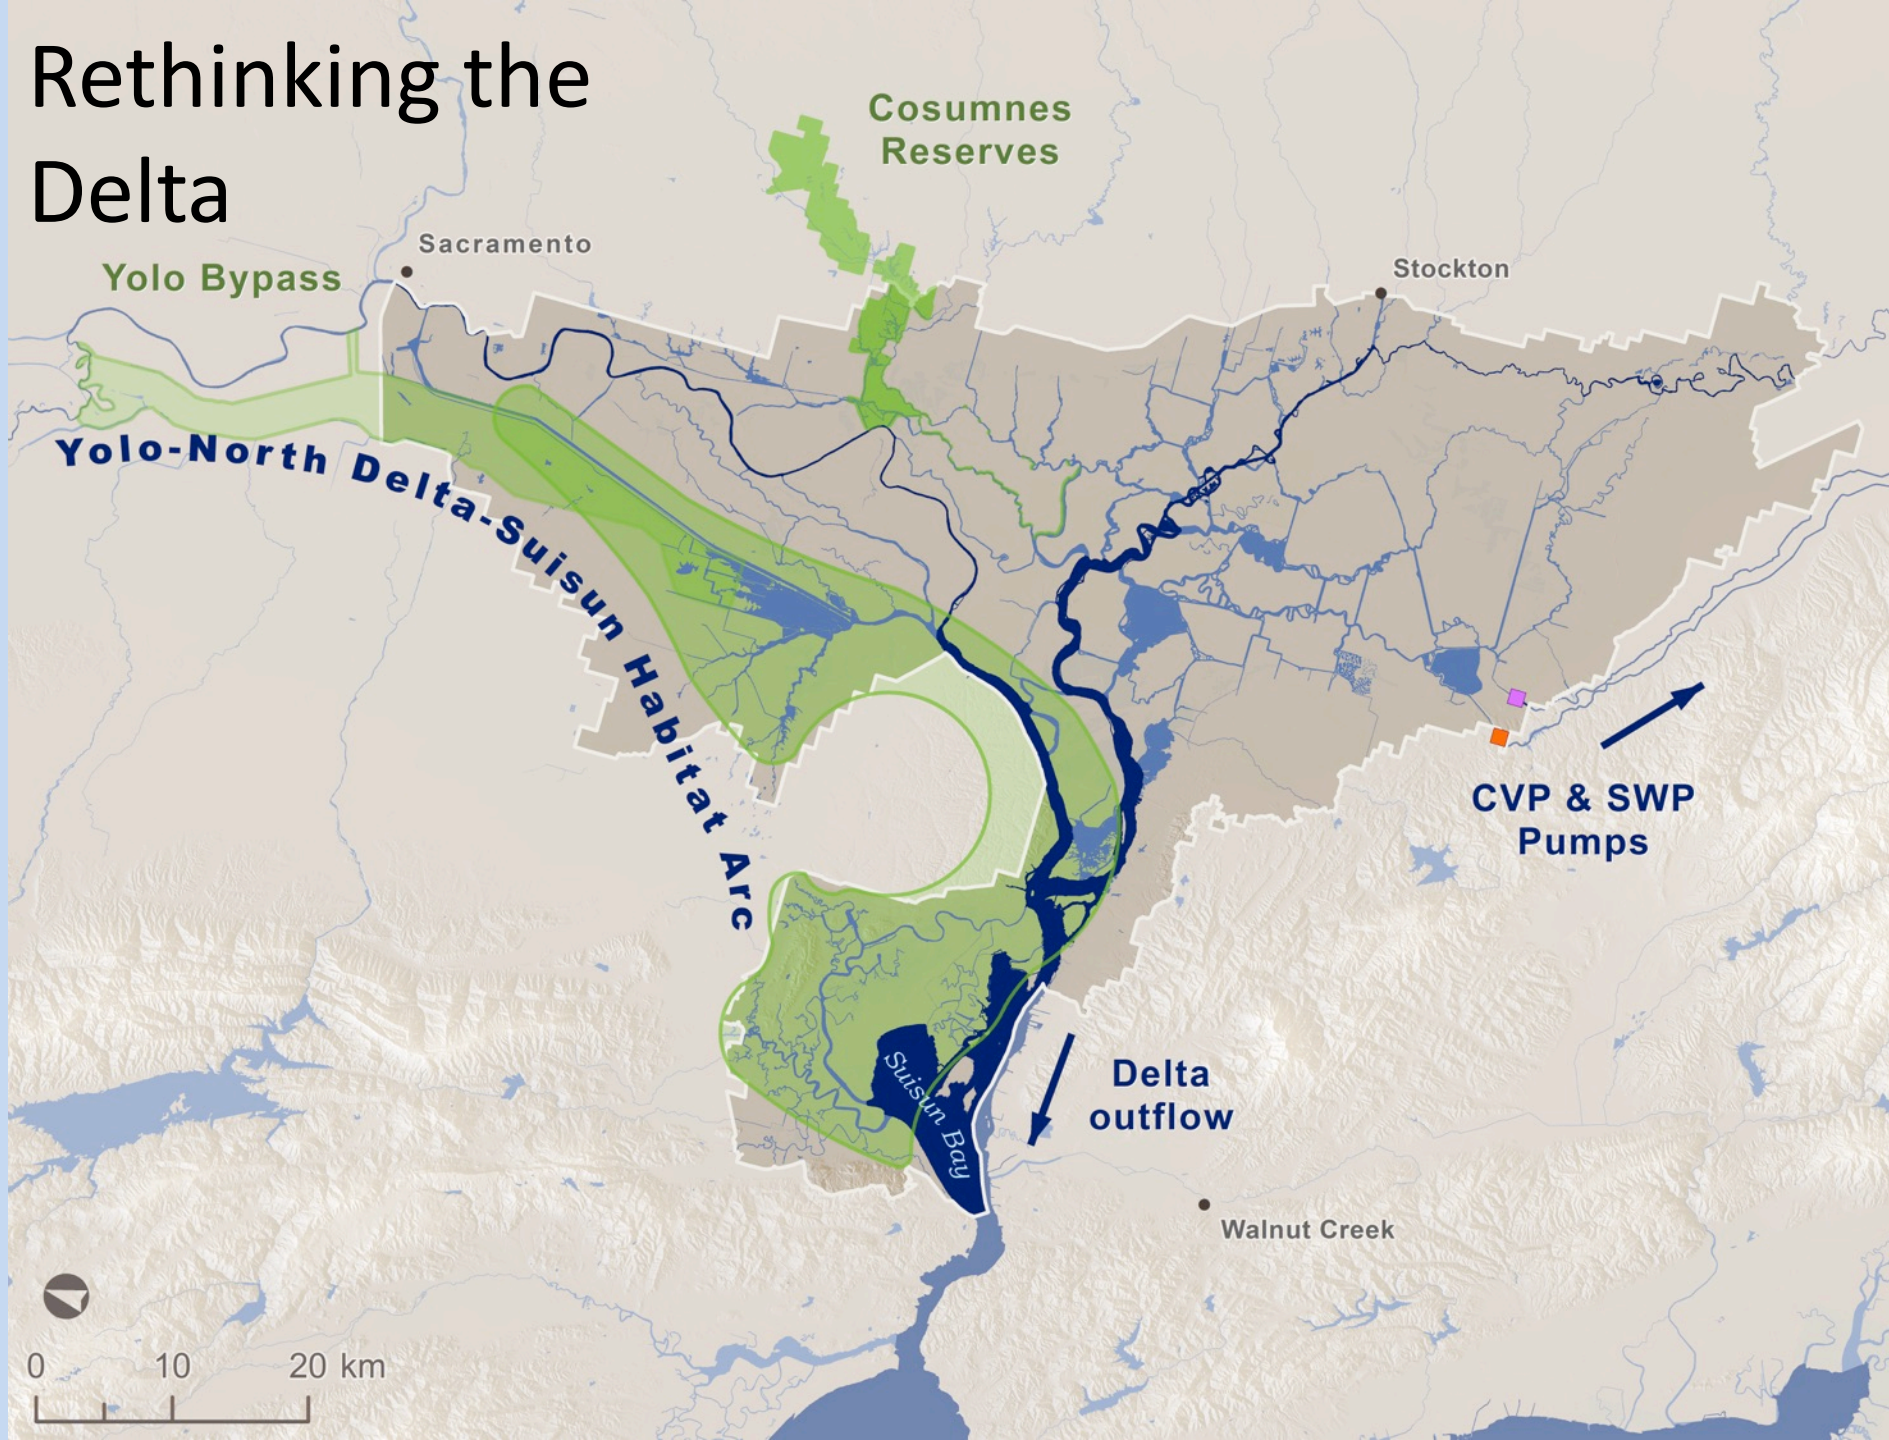 Rethinking the
Delta
Cosumnes
Reserves
Sacramento
Yolo Bypass
Stockton
Yolo-North Delta-Suisun Habitat Arc
CVP & SWP
Pumps
Suisun Bay
Delta
outflow
Walnut Creek
0 10 20 km